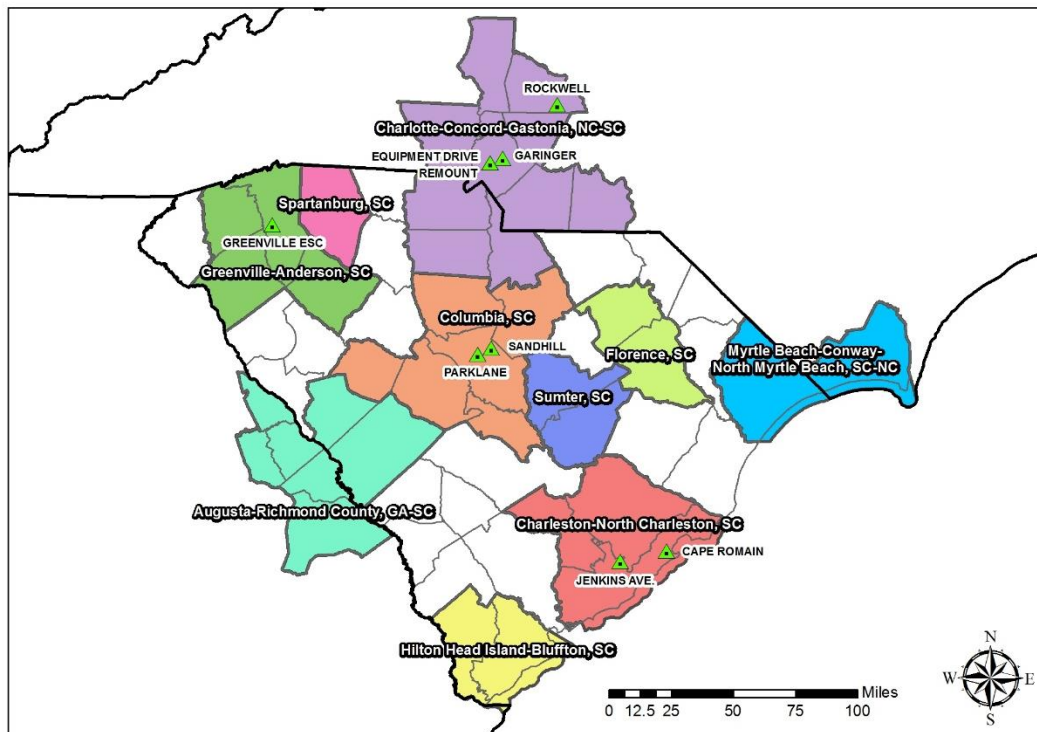 ROCKWELL
Charlotte-Concord-Gastonia, NC-SC
EQUIPMENT DRIVE
GARINGER
REMOUNT
Spartanburg, SC
GREENVILLE ESC
Greenville-Anderson, SC
Columbia, SC
SANDHILL
PARKLANE
Florence, SC
Myrtle Beach-Conway-
North Myrtle Beach, SC-NC
Sumter, SC
Augusta-Richmond County, GA-SC
Charleston-North Charleston, SC
CAPE ROMAIN
JENKINS AVE.
Hilton Head Island-Bluffton, SC
N
W E
S
Miles
0 12.5 25 50 75 100